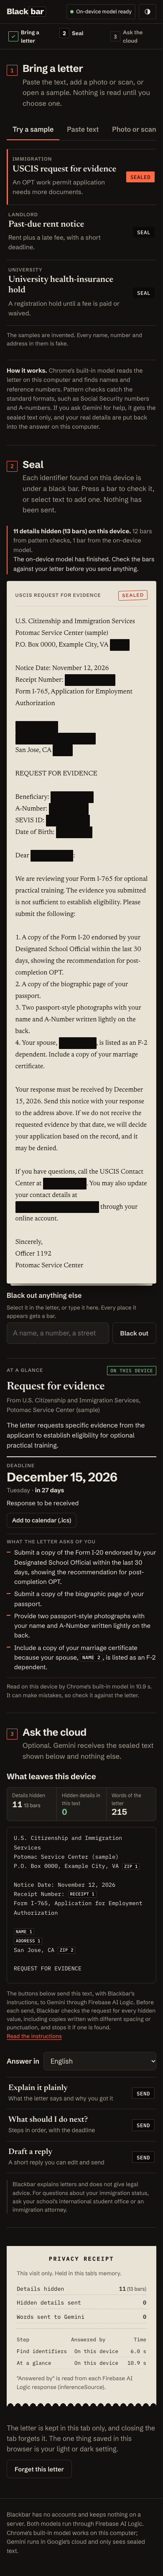 Black bar
On-device model ready
Bring a letter
2 Seal
3 Ask the cloud
1 Bring a letter
Paste text, add a photo or scan, or open a sample. Nothing is read until you choose one.
Try a sample
Paste text
Photo or scan
IMMIGRATION
USCIS request for evidence
An OPT work permit application needs more documents.
SEALED
LANDLORD
Past-due rent notice
Rent plus a late fee, with a short deadline.
SEAL
UNIVERSITY
University health-insurance hold
A registration hold until a fee is paid or waived.
SEAL
The samples are invented. Every name, number and address in them is fake.
How it works. Chrome's built-in model reads the letter on this computer and finds names and organizations. Pattern checks catch the standard formats, such as Social Security numbers and A-numbers. If you ask Gemini for help, it gets the sealed text only, and your real details are put back into the answer on this computer.
2 Seal
Each identifier found on this device is under a black bar. Press a bar to check it, or select text to add one. Nothing has been sent.
11 details hidden (13 bars) on this device. 12 bars from pattern checks, 1 bar from the on-device model.
The on-device model has finished. Check the bars against your letter before you send anything.
USCIS REQUEST FOR EVIDENCE
SEALED
U.S. Citizenship and Immigration Services
Potomac Service Center (sample)
P.O. Box 0000, Example City, VA
Notice Date: November 12, 2026
Receipt Number:
Form I-765, Application for Employment Authorization
San Jose, CA
REQUEST FOR EVIDENCE
Beneficiary:
A-Number:
SEVIS ID:
Date of Birth:
Dear :
We are reviewing your Form I-765 for optional practical training. The evidence you submitted is not sufficient to establish eligibility. Please submit the following:
1. A copy of the Form I-20 endorsed by your Designated School Official within the last 30 days, showing the recommendation for post-completion OPT.
2. A copy of the biographic page of your passport.
3. Two passport-style photographs with your name and A-Number written lightly on the back.
4. Your spouse, , is listed as an F-2 dependent. Include a copy of your marriage certificate.
Your response must be received by December 15, 2026. Send this notice with your response to the address above. If we do not receive the requested evidence by that date, we will decide your application based on the record, and it may be denied.
If you have questions, call the USCIS Contact Center at . You may also update your contact details at through your online account.
Sincerely,
Officer 1192
Potomac Service Center
Black out anything else
Select it in the letter, or type it here. Every place it appears gets a bar.
A name, a number, a street
Black out
AT A GLANCE
ON THIS DEVICE
Request for evidence
From U.S. Citizenship and Immigration Services, Potomac Service Center (sample)
The letter requests specific evidence from the applicant to establish eligibility for optional practical training.
DEADLINE
December 15, 2026
Tuesday · in 27 days
Response to be received
Add to calendar (.ics)
WHAT THE LETTER ASKS OF YOU
Submit a copy of the Form I-20 endorsed by your Designated School Official within the last 30 days, showing the recommendation for post-completion OPT.
Submit a copy of the biographic page of your passport.
Provide two passport-style photographs with your name and A-Number written lightly on the back.
Include a copy of your marriage certificate because your spouse, NAME 2, is listed as an F-2 dependent.
Read on this device by Chrome's built-in model in 10.9 s. It can make mistakes, so check it against the letter.
3 Ask the cloud
Optional. Gemini receives the sealed text shown below and nothing else.
What leaves this device
Details hidden
11 13 bars
Hidden details in this text
0
Words of the letter
215
U.S. Citizenship and Immigration Services
Potomac Service Center (sample)
P.O. Box 0000, Example City, VA ZIP 1
Notice Date: November 12, 2026
Receipt Number: RECEIPT 1
Form I-765, Application for Employment Authorization
NAME 1
ADDRESS 1
San Jose, CA ZIP 2
REQUEST FOR EVIDENCE
The buttons below send this text, with Blackbar's instructions, to Gemini through Firebase AI Logic. Before each send, Blackbar checks the message for every hidden value, including copies written with different spacing or punctuation, and stops if it one is found.
Read the instructions
Answer in
English
Explain it plainly
What the letter says and why you got it
SEND
What should I do next?
Steps in order, with the deadline
SEND
Draft a reply
A short reply you can edit and send
SEND
Blackbar explains letters and does not give legal advice. For questions about your immigration status, ask your school's international student office or an immigration attorney.
PRIVACY RECEIPT
This visit only. Held in this tab's memory.
Details hidden 11 (13 bars)
Hidden details sent 0
Words sent to Gemini 0
Step Answered by Time
Find identifiers On this device 6.0 s
At a glance On this device 10.9 s
"Answered by" is read from each Firebase AI Logic response (inferenceSource).
The letter is kept in this tab only, and closing the tab forgets it. The one thing saved in this browser is your light or dark setting.
Forget this letter
Blackbar has no accounts and keeps nothing on a server. Both models run through Firebase AI Logic. Chrome's built-in model works on this computer; Gemini runs in Google's cloud and only sees sealed text.